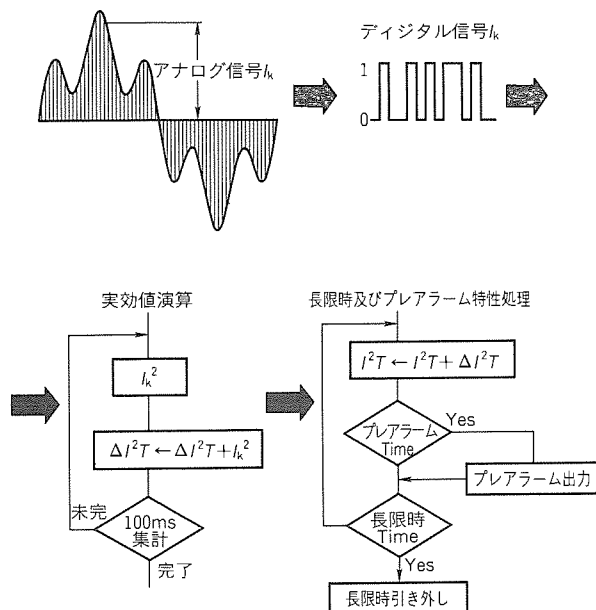 アナログ信号Ik
ディジタル信号Ik
1
0
実効値演算
Ik²
ΔI²T ← ΔI²T + Ik²
未完
100ms
集計
完了
長限時及びプレアラーム特性処理
I²T ← I²T + ΔI²T
プレアラーム
Time
Yes
プレアラーム出力
長限時
Time
Yes
長限時引き外し